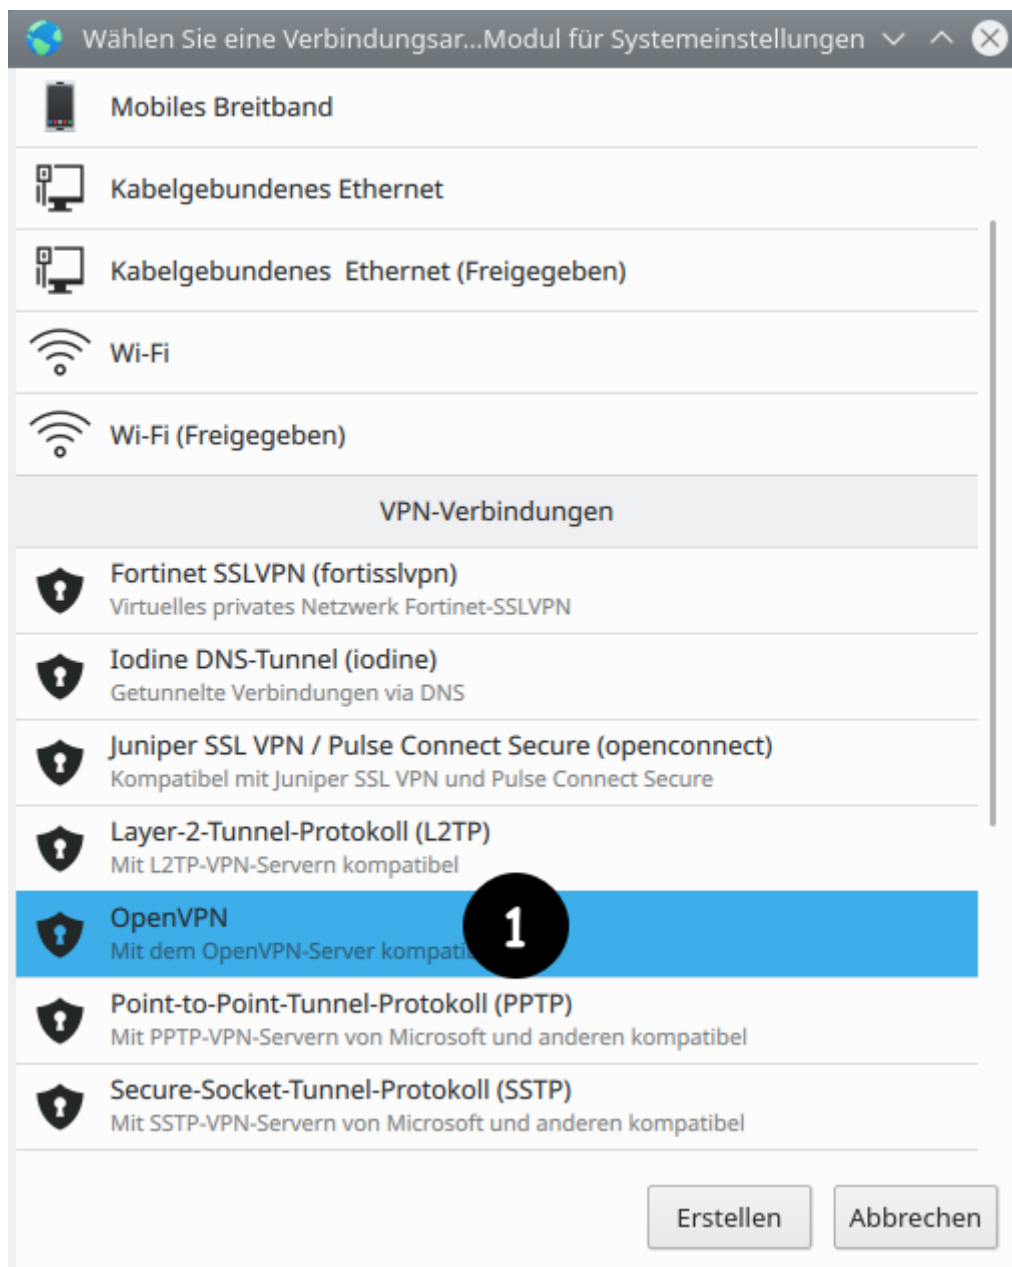 Wählen Sie eine Verbindungsar...Modul für Systemeinstellungen
Mobiles Breitband
Kabelgebundenes Ethernet
Kabelgebundenes  Ethernet (Freigegeben)
Wi-Fi
Wi-Fi (Freigegeben)
VPN-Verbindungen
Fortinet SSLVPN (fortisslvpn)
Virtuelles privates Netzwerk Fortinet-SSLVPN
Iodine DNS-Tunnel (iodine)
Getunnelte Verbindungen via DNS
Juniper SSL VPN / Pulse Connect Secure (openconnect)
Kompatibel mit Juniper SSL VPN und Pulse Connect Secure
Layer-2-Tunnel-Protokoll (L2TP)
Mit L2TP-VPN-Servern kompatibel
OpenVPN
1
Mit dem OpenVPN-Server
Point-to-Point-Tunnel-Protokoll (PPTP)
Mit PPTP-VPN-Servern von Microsoft und anderen kompatibel
Secure-Socket-Tunnel-Protokoll (SSTP)
Mit SSTP-VPN-Servern von Microsoft und anderen kompatibel
Erstellen
Abbrechen